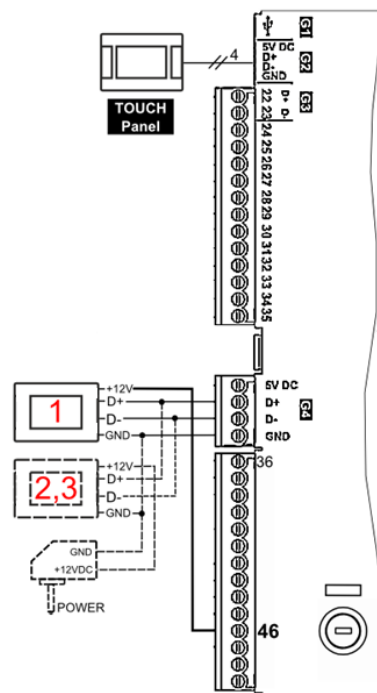 G1
4
5V DC
D+
D-
GND
G2
TOUCH
Panel
22 D+
23 D-
G3
24
25
26
27
28
29
30
31
32
33
34
35
+12V
D+
D-
GND
1
5V DC
D+
D-
GND
G4
36
+12V
D+
D-
GND
2,3
GND
+12VDC
POWER
46